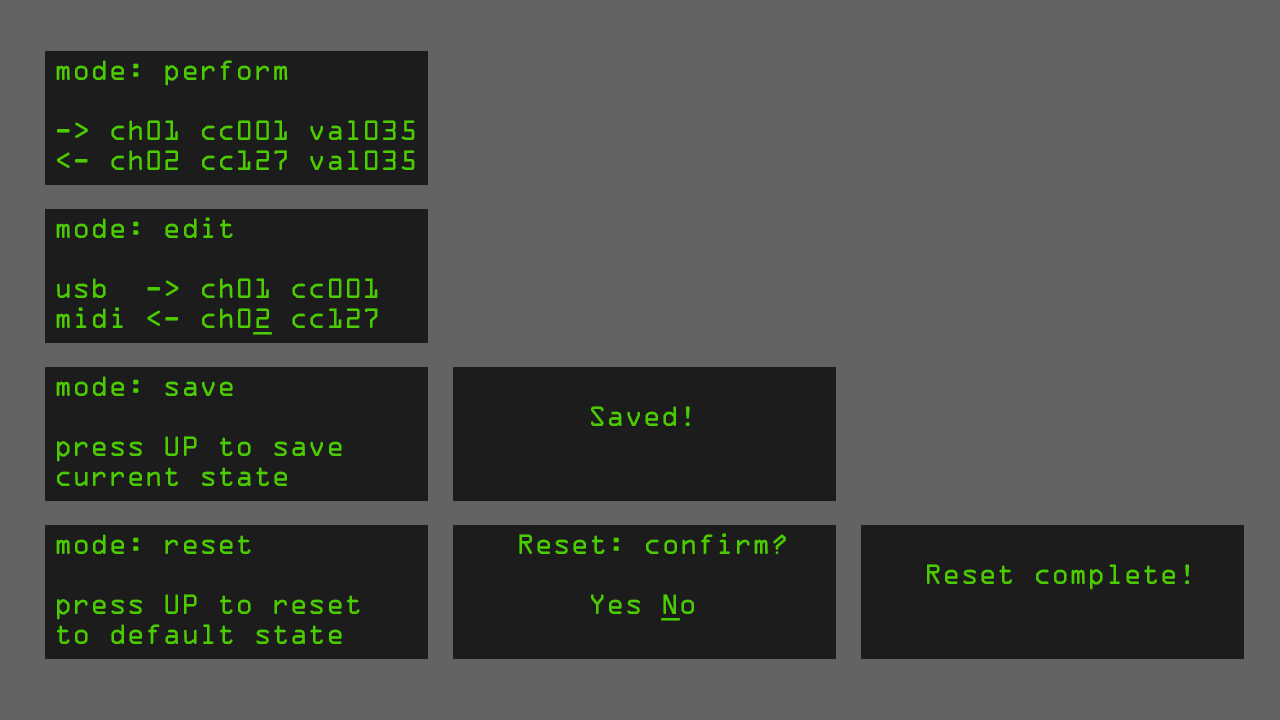 mode: perform
-> ch01 cc001 val035
<- ch02 cc127 val035
mode: edit
usb -> ch01 cc001
midi <- ch02 cc127
mode: save
press UP to save
current state
Saved!
mode: reset
press UP to reset
to default state
Reset: confirm?
Yes No
Reset complete!